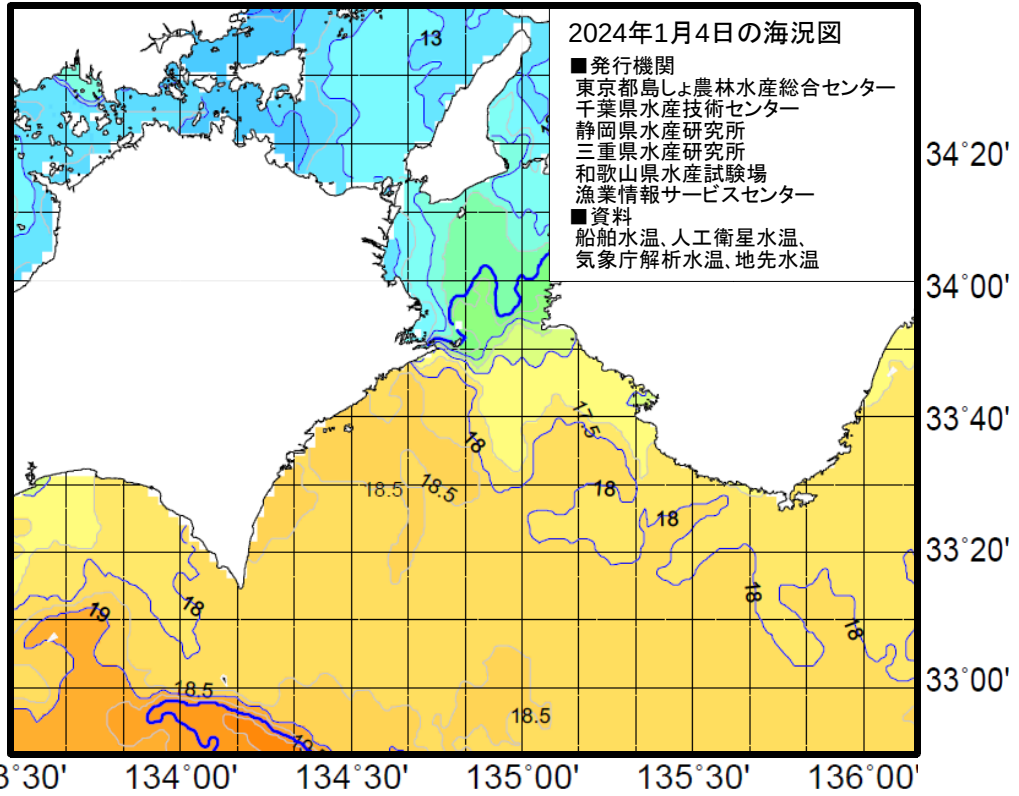 2024年1月4日の海況図
■発行機関
東京都島しょ農林水産総合センター
千葉県水産技術センター
静岡県水産研究所
三重県水産研究所
和歌山県水産試験場
漁業情報サービスセンター
■資料
船舶水温、人工衛星水温、
気象庁解析水温、地先水温
13
34°20'
34°00'
33°40'
33°20'
33°00'
17.5
18
18.5
18.5
18
18
18
18
18
19
18.5
18.5
3°30'
134°00'
134°30'
135°00'
135°30'
136°00'